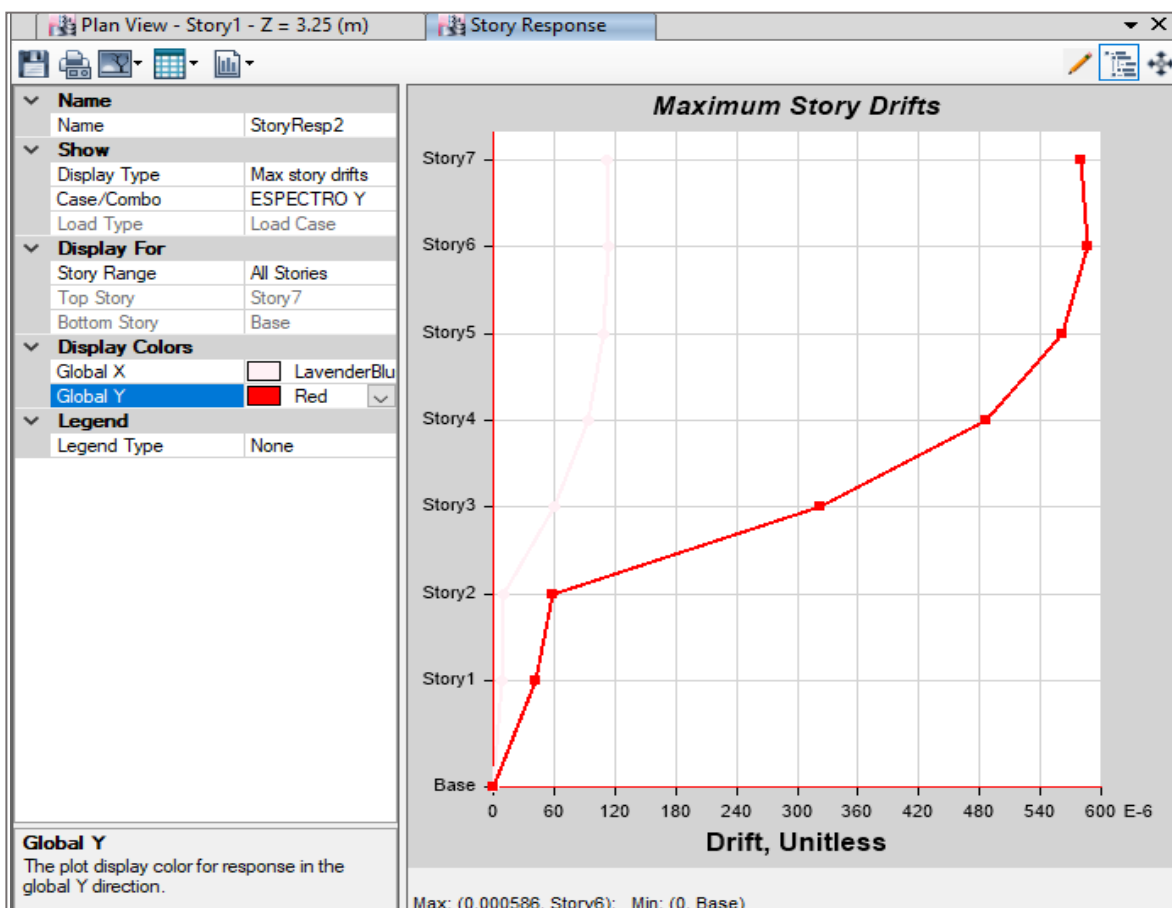 Plan View - Story1 - Z = 3.25 (m)
Story Response
Name
Name StoryResp2
Show
Display Type Max story drifts
Case/Combo ESPECTRO Y
Load Type Load Case
Display For
Story Range All Stories
Top Story Story7
Bottom Story Base
Display Colors
Global X LavenderBlu
Global Y Red
Legend
Legend Type None
Global Y
The plot display color for response in the
global Y direction.
Maximum Story Drifts
Story7
Story6
Story5
Story4
Story3
Story2
Story1
Base
0 60 120 180 240 300 360 420 480 540 600 E-6
Drift, Unitless
Max: (0.000586, Story6); Min: (0, Base)